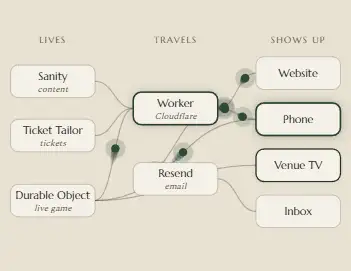 LIVES
TRAVELS
SHOWS UP
Sanity
content
Ticket Tailor
tickets
Durable Object
live game
Worker
Cloudflare
Resend
email
Website
Phone
Venue TV
Inbox